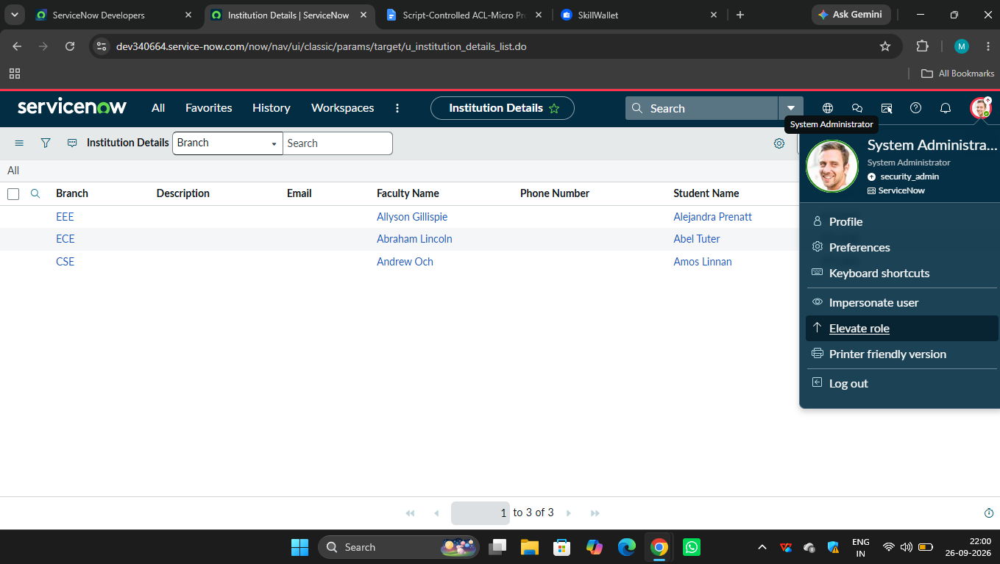 ServiceNow Developers
Institution Details | ServiceNow
Script-Controlled ACL-Micro Pr
SkillWallet
Ask Gemini
dev340664.service-now.com/now/nav/ui/classic/params/target/u_institution_details_list.do
M
All Bookmarks
servicenow All Favorites History Workspaces Institution Details Search
System Administrator
Institution Details Branch Search
System Administra...
System Administrator
security_admin
ServiceNow
All
Branch Description Email Faculty Name Phone Number Student Name
EEE Allyson Gillispie Alejandra Prenatt
ECE Abraham Lincoln Abel Tuter
CSE Andrew Och Amos Linnan
Profile
Preferences
Keyboard shortcuts
Impersonate user
Elevate role
Printer friendly version
Log out
1 to 3 of 3
Search
ENG
IN
22:00
26-09-2026